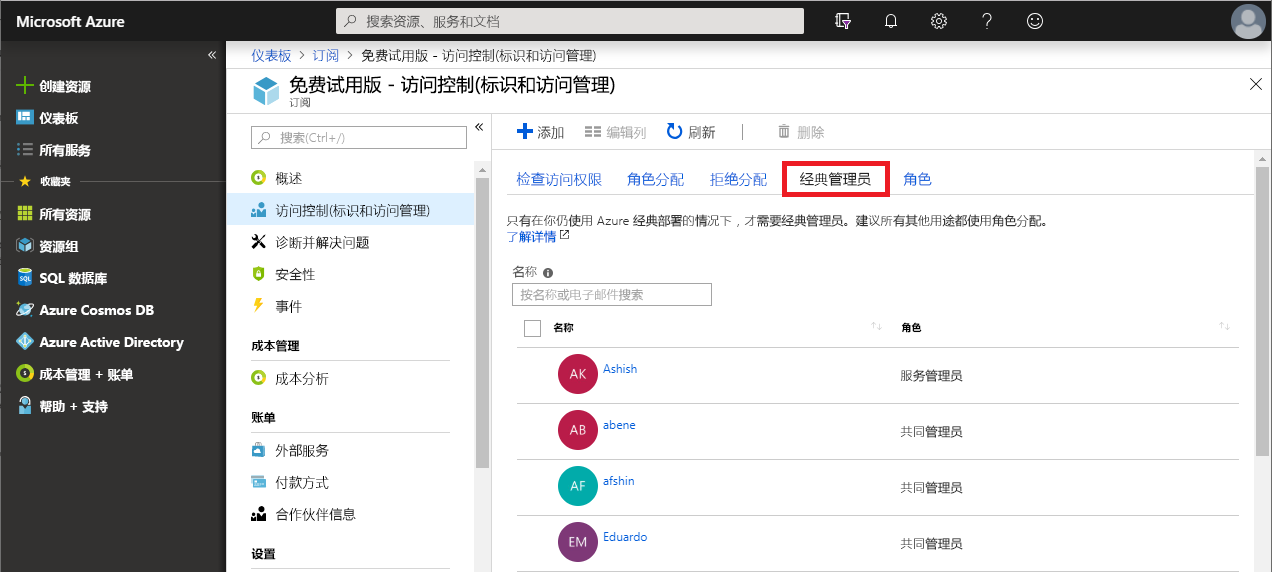 Microsoft Azure
搜索资源、服务和文档
创建资源
仪表板
所有服务
收藏夹
所有资源
资源组
SQL 数据库
Azure Cosmos DB
Azure Active Directory
成本管理 + 账单
帮助 + 支持
仪表板 > 订阅 > 免费试用版 - 访问控制(标识和访问管理)
免费试用版 - 访问控制(标识和访问管理)
订阅
搜索(Ctrl+/)
概述
访问控制(标识和访问管理)
诊断并解决问题
安全性
事件
成本管理
成本分析
账单
外部服务
付款方式
合作伙伴信息
设置
添加 编辑列 刷新 删除
检查访问权限 角色分配 拒绝分配 经典管理员 角色
只有在你仍使用 Azure 经典部署的情况下，才需要经典管理员。建议所有其他用途都使用角色分配。
了解详情
名称
按名称或电子邮件搜索
名称 角色
AK Ashish 服务管理员
AB abene 共同管理员
AF afshin 共同管理员
EM Eduardo 共同管理员